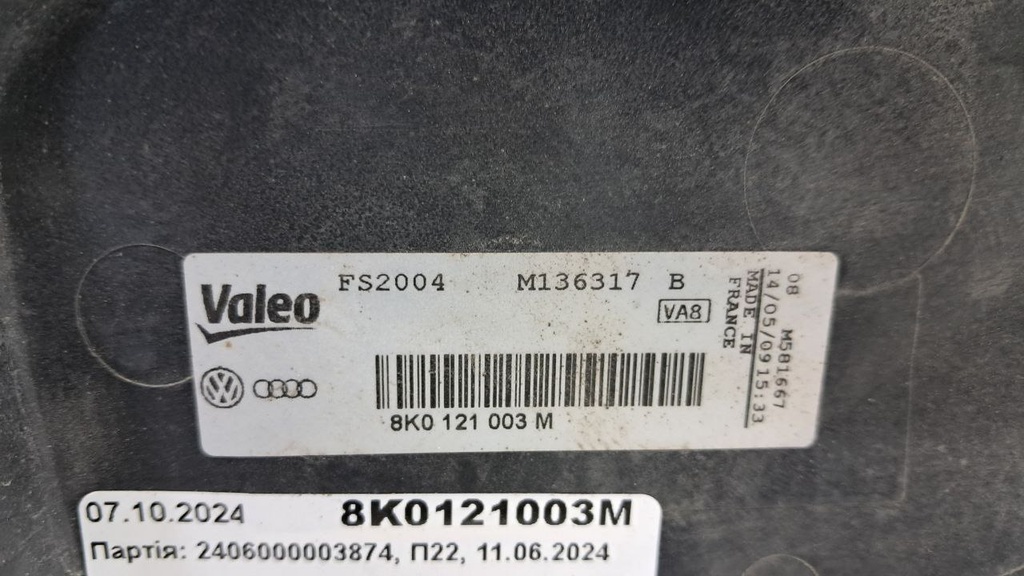 Valeo
FS2004 M136317 B
VA8
8K0 121 003 M
08 M581667
14/05/09 15:33
MADE IN
FRANCE
07.10.2024 8K0121003M
Партія: 2406000003874, П22, 11.06.2024